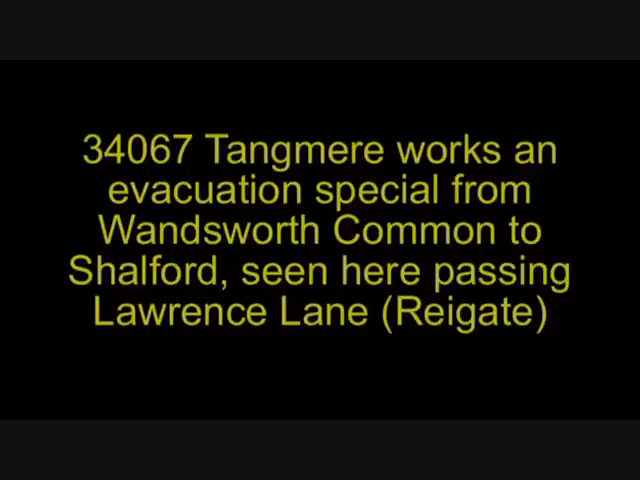 34067 Tangmere works an
evacuation special from
Wandsworth Common to
Shalford, seen here passing
Lawrence Lane (Reigate)